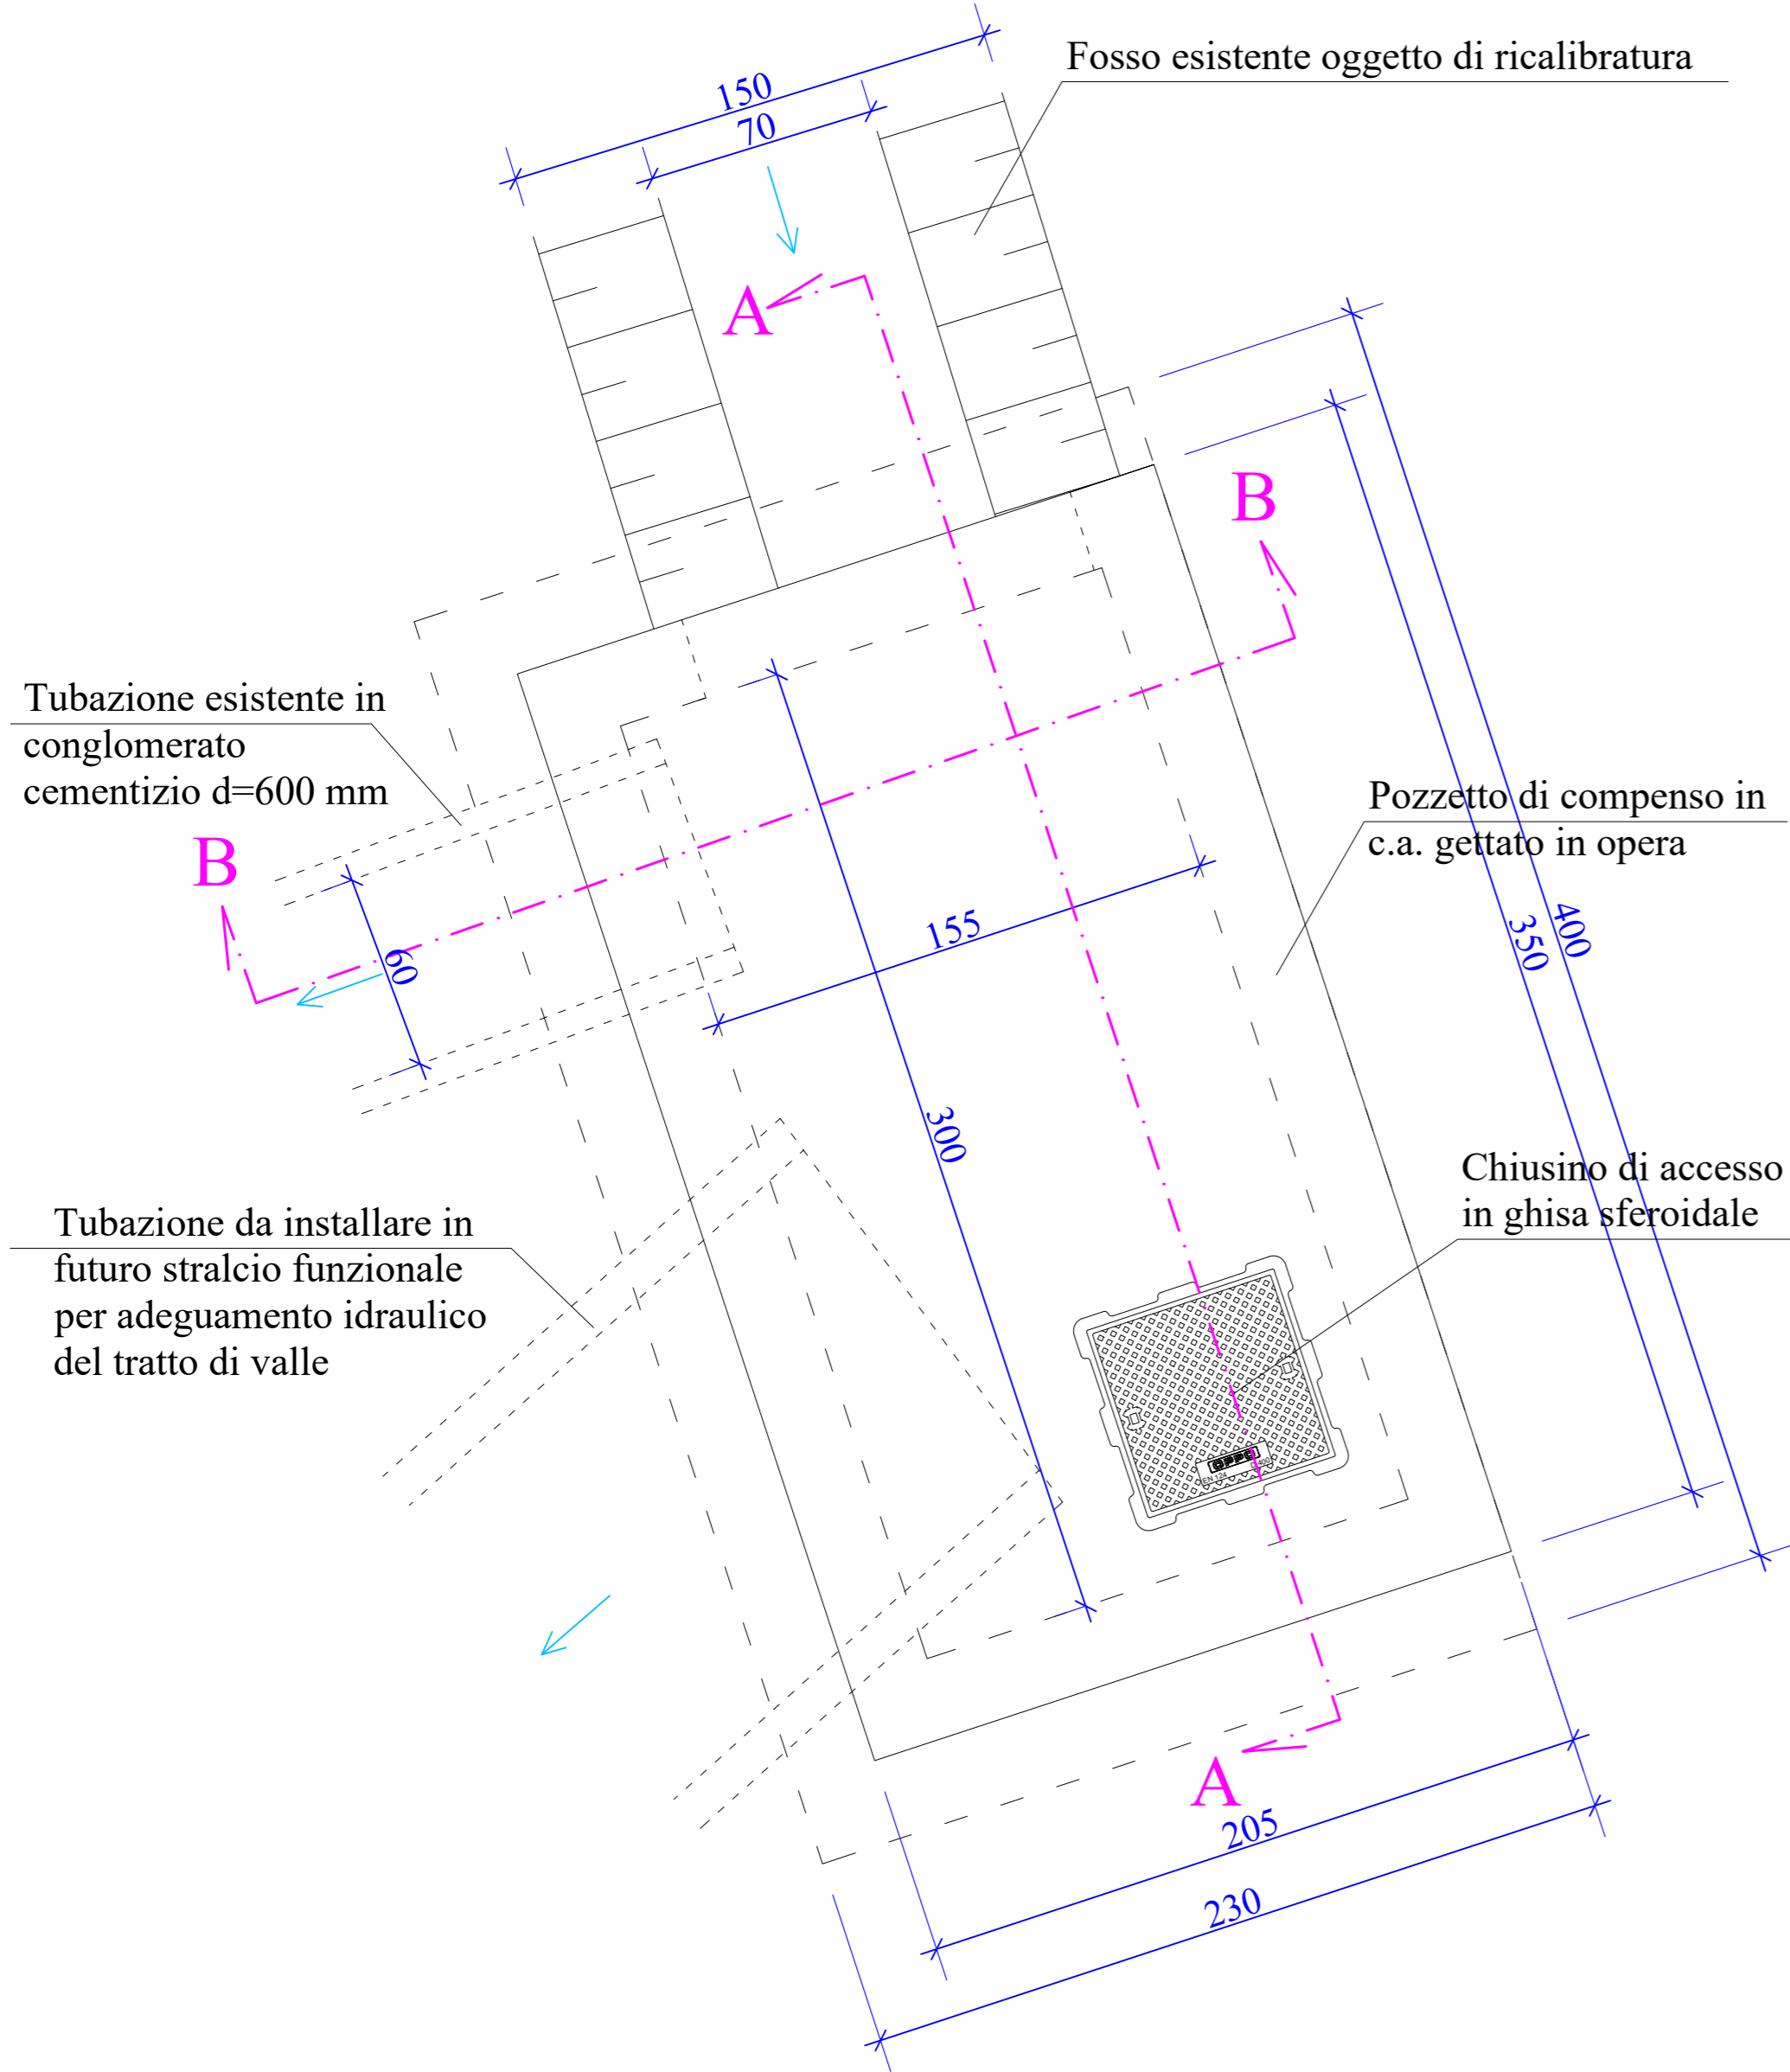 Fosso esistente oggetto di ricalibratura
150
70
A
B
Tubazione esistente in
conglomerato
cementizio d=600 mm
Pozzetto di compenso in
c.a. gettato in opera
B
60
155
400
350
300
Chiusino di accesso
in ghisa sferoidale
Tubazione da installare in
futuro stralcio funzionale
per adeguamento idraulico
del tratto di valle
EN 124
A
205
230